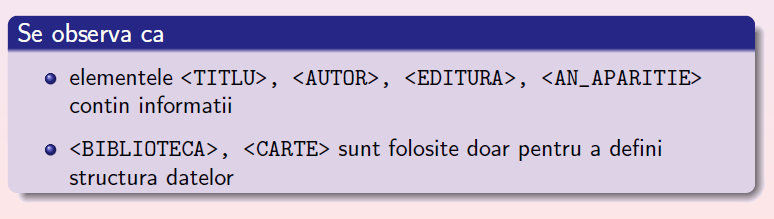 Se observa ca
elementele <TITLU>, <AUTOR>, <EDITURA>, <AN_APARITIE>
contin informatii
<BIBLIOTECA>, <CARTE> sunt folosite doar pentru a defini
structura datelor